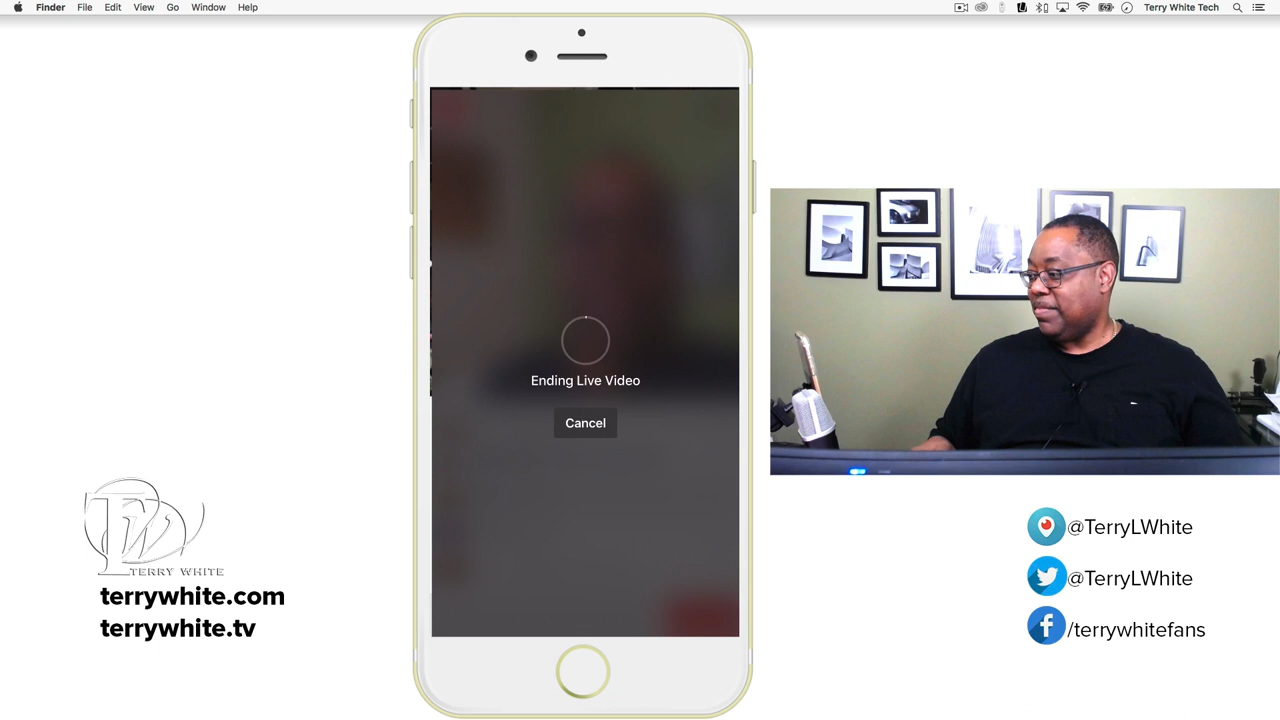 Finder File Edit View Go Window Help
Terry White Tech
Ending Live Video
Cancel
TW
TERRY WHITE
terrywhite.com
terrywhite.tv
@TerryLWhite
@TerryLWhite
/terrywhitefans